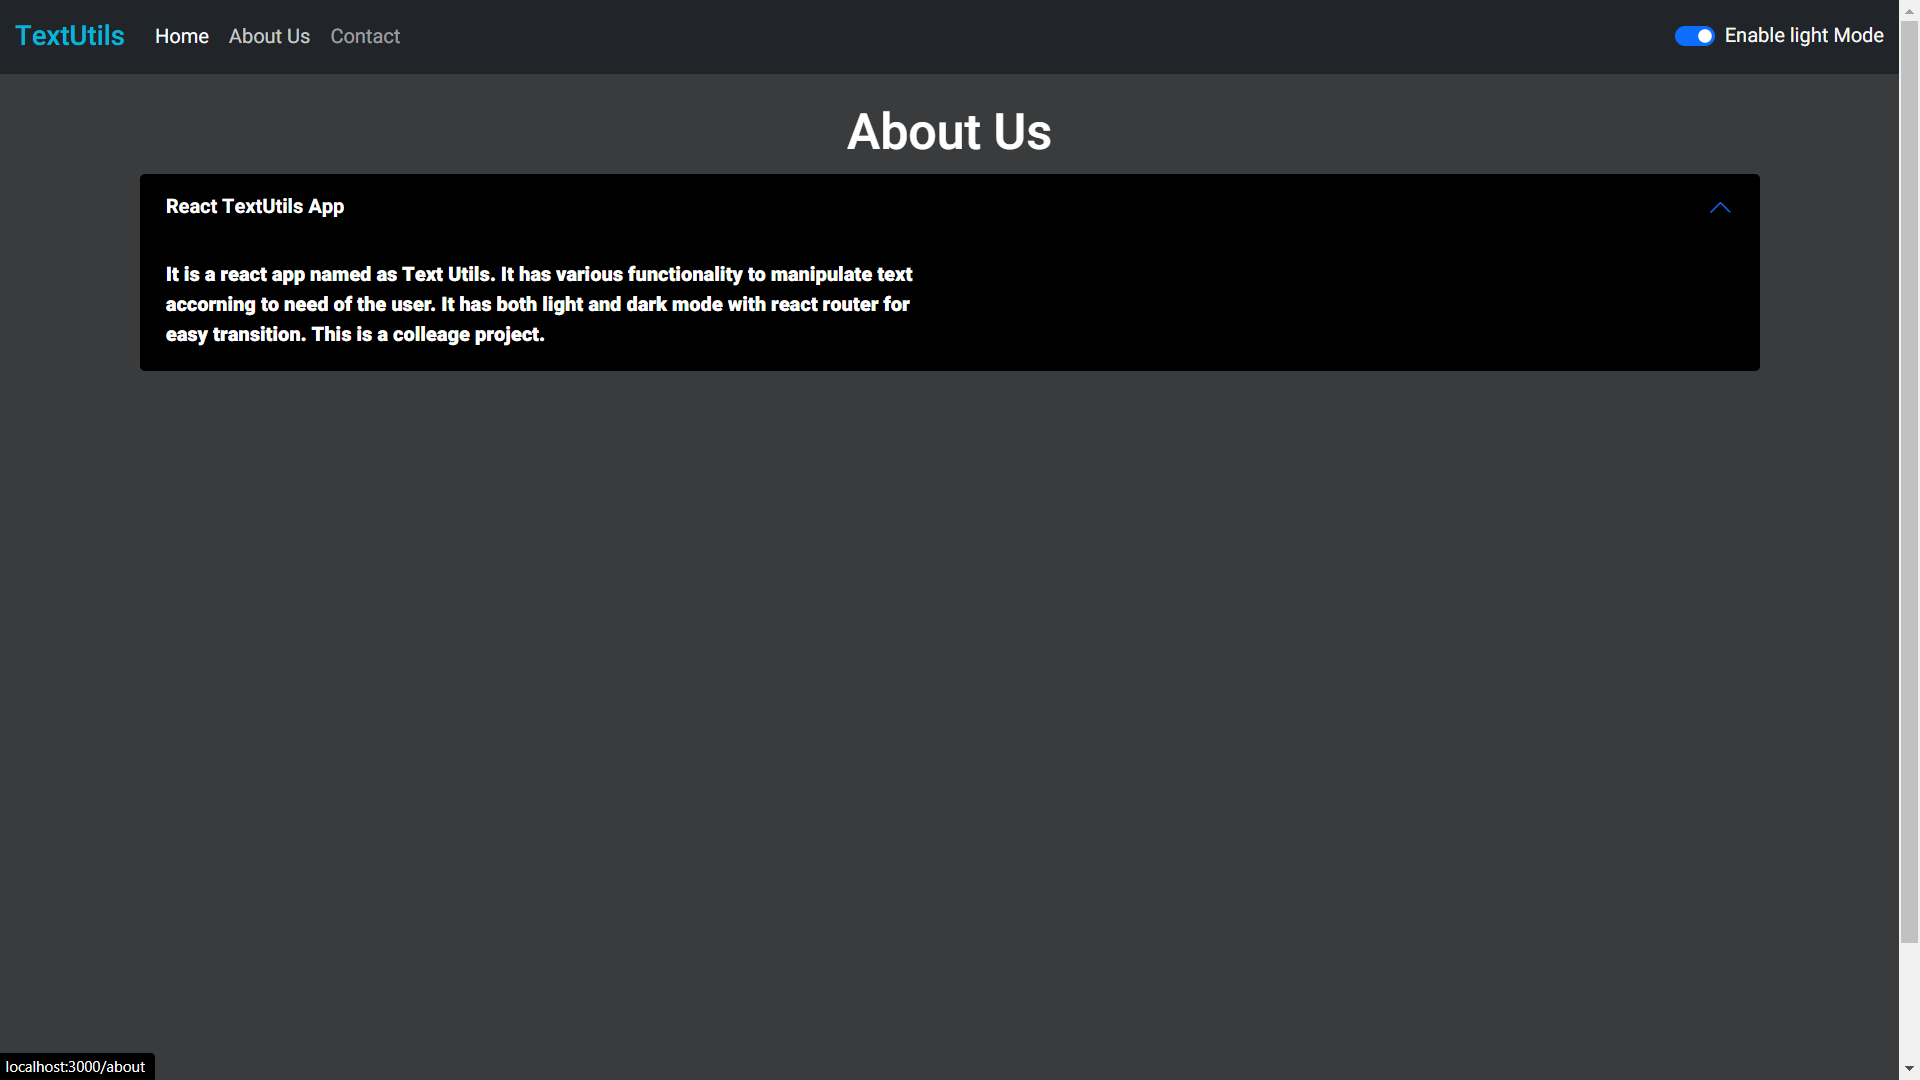 TextUtils Home About Us Contact Enable light Mode
About Us
React TextUtils App
It is a react app named as Text Utils. It has various functionality to manipulate text
accorning to need of the user. It has both light and dark mode with react router for
easy transition. This is a colleage project.
localhost:3000/about